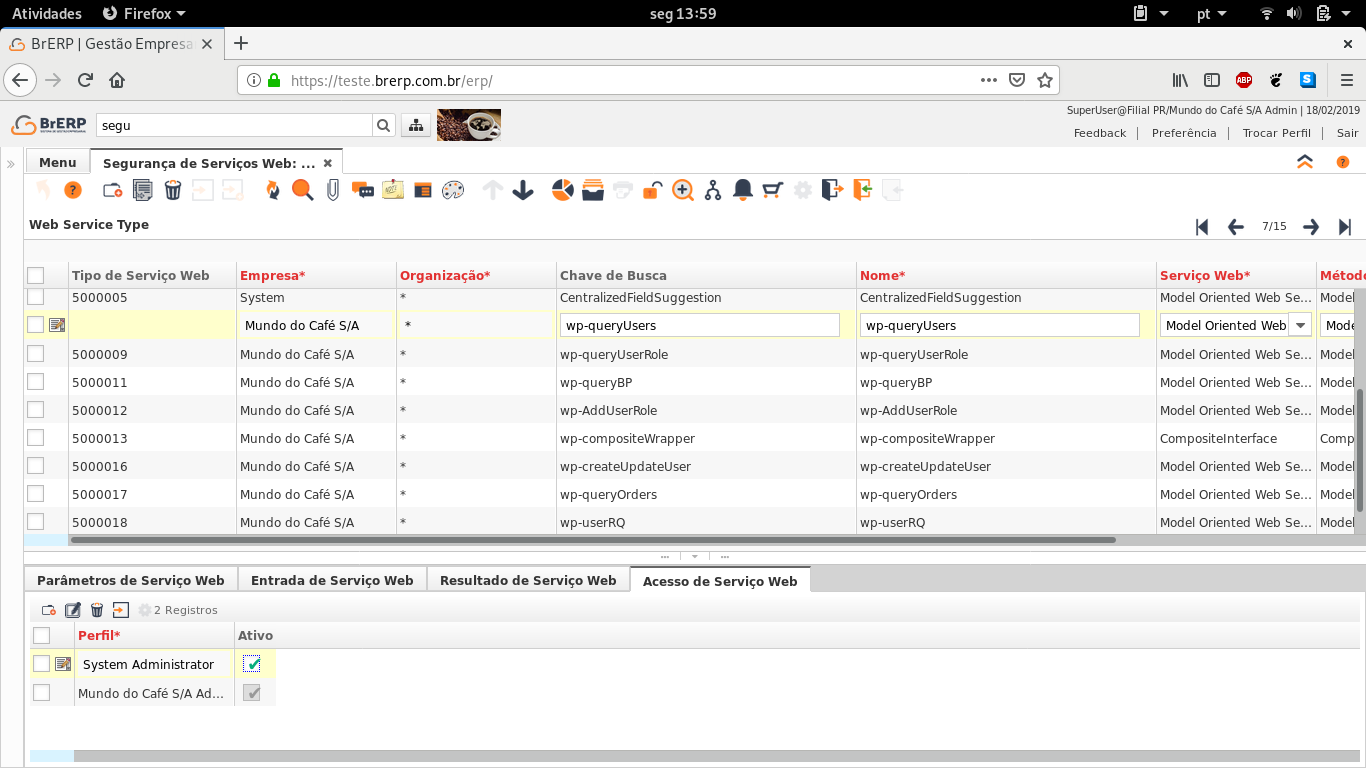 Atividades Firefox seg 13:59 pt
BrERP | Gestão Empresa
https://teste.brerp.com.br/erp/ ABP S
SuperUser@Filial PR/Mundo do Café S/A Admin | 18/02/2019
BrERP segu
Feedback | Preferência | Trocar Perfil | Sair
» Menu Segurança de Serviços Web: ...
Web Service Type 7/15
Tipo de Serviço Web Empresa* Organização* Chave de Busca Nome* Serviço Web* Método
5000005 System * CentralizedFieldSuggestion CentralizedFieldSuggestion Model Oriented Web Se... Model
Mundo do Café S/A * wp-queryUsers wp-queryUsers Model Oriented Web Mode
5000009 Mundo do Café S/A * wp-queryUserRole wp-queryUserRole Model Oriented Web Se... Model
5000011 Mundo do Café S/A * wp-queryBP wp-queryBP Model Oriented Web Se... Model
5000012 Mundo do Café S/A * wp-AddUserRole wp-AddUserRole Model Oriented Web Se... Model
5000013 Mundo do Café S/A * wp-compositeWrapper wp-compositeWrapper CompositeInterface Comp
5000016 Mundo do Café S/A * wp-createUpdateUser wp-createUpdateUser Model Oriented Web Se... Model
5000017 Mundo do Café S/A * wp-queryOrders wp-queryOrders Model Oriented Web Se... Model
5000018 Mundo do Café S/A * wp-userRQ wp-userRQ Model Oriented Web Se... Model
Parâmetros de Serviço Web Entrada de Serviço Web Resultado de Serviço Web Acesso de Serviço Web
2 Registros
Perfil* Ativo
System Administrator
Mundo do Café S/A Ad...